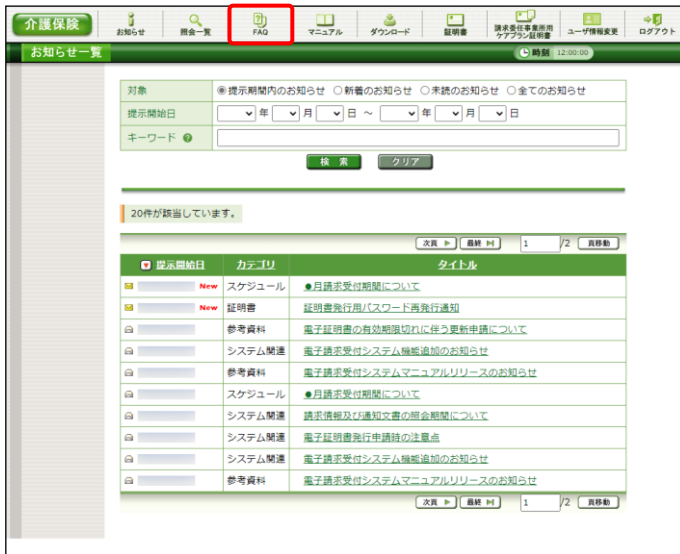 介護保険
お知らせ 照会一覧 FAQ マニュアル ダウンロード 証明書 請求委任事業所用 ケアプラン証明書 ユーザ情報変更 ログアウト
お知らせ一覧 時刻 12:00:00
対象 提示期間内のお知らせ 新着のお知らせ 未読のお知らせ 全てのお知らせ
提示開始日 年 月 日 ～ 年 月 日
キーワード ?
検 索 クリア
20件が該当しています。
次頁 最終 1 /2 頁移動
提示開始日 カテゴリ タイトル
New スケジュール ●月請求受付期間について
New 証明書 証明書発行用パスワード再発行通知
参考資料 電子証明書の有効期限切れに伴う更新申請について
システム関連 電子請求受付システム機能追加のお知らせ
参考資料 電子請求受付システムマニュアルリリースのお知らせ
スケジュール ●月請求受付期間について
システム関連 請求情報及び通知文書の照会期間について
システム関連 電子証明書発行申請時の注意点
システム関連 電子請求受付システム機能追加のお知らせ
参考資料 電子請求受付システムマニュアルリリースのお知らせ
次頁 最終 1 /2 頁移動